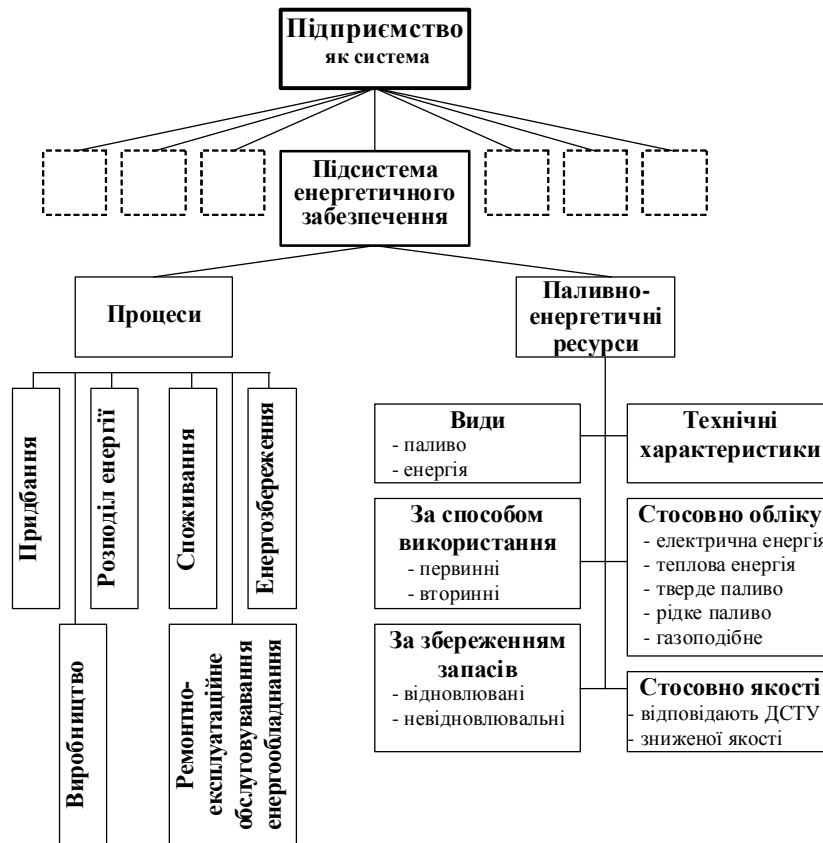 Підприємство
як система
Підсистема
енергетичного
забезпечення
Процеси
Паливно-
енергетичні
ресурси
Придбання
Розподіл енергії
Споживання
Енергозбереження
Виробництво
Ремонтно-
експлуатаційне
обслуговування
енергообладнання
Види
- паливо
- енергія
Технічні
характеристики
За способом
використання
- первинні
- вторинні
Стосовно обліку
- електрична енергія
- теплова енергія
- тверде паливо
- рідке паливо
- газоподібне
За збереженням
запасів
- відновлювані
- невідновлювальні
Стосовно якості
- відповідають ДСТУ
- зниженої якості